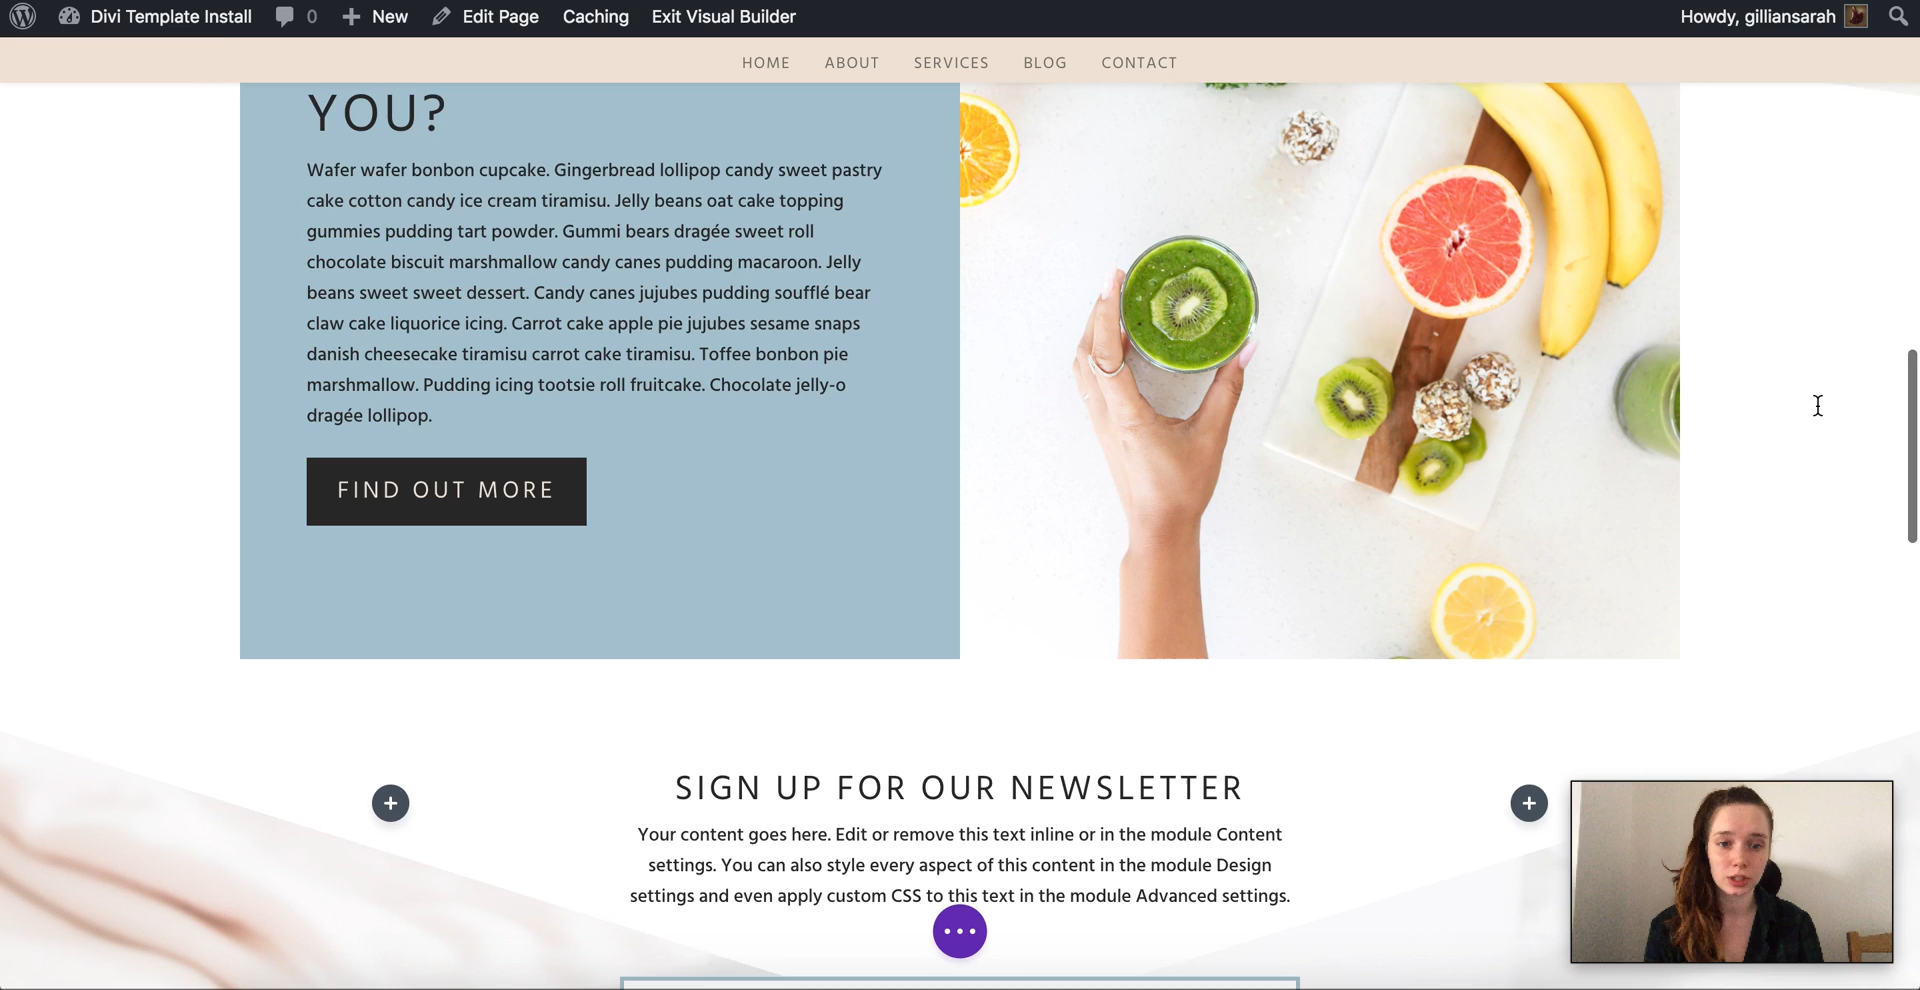 Divi Template Install
0
New
Edit Page
Caching
Exit Visual Builder
Howdy, gilliansarah
HOME
ABOUT
SERVICES
BLOG
CONTACT
YOU?
Wafer wafer bonbon cupcake. Gingerbread lollipop candy sweet pastry
cake cotton candy ice cream tiramisu. Jelly beans oat cake topping
gummies pudding tart powder. Gummi bears dragée sweet roll
chocolate biscuit marshmallow candy canes pudding macaroon. Jelly
beans sweet sweet dessert. Candy canes jujubes pudding soufflé bear
claw cake liquorice icing. Carrot cake apple pie jujubes sesame snaps
danish cheesecake tiramisu carrot cake tiramisu. Toffee bonbon pie
marshmallow. Pudding icing tootsie roll fruitcake. Chocolate jelly-o
dragée lollipop.
FIND OUT MORE
SIGN UP FOR OUR NEWSLETTER
Your content goes here. Edit or remove this text inline or in the module Content
settings. You can also style every aspect of this content in the module Design
settings and even apply custom CSS to this text in the module Advanced settings.